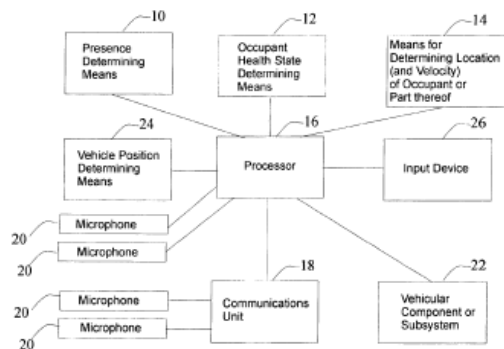 10
12
14
Presence
Determining
Means
Occupant
Health State
Determining
Means
Means for
Determining Location
(and Velocity)
of Occupant or
Part thereof
24
16
26
Vehicle Position
Determining
Means
Processor
Input Device
20
Microphone
20
Microphone
18
22
20
Microphone
20
Microphone
Communications
Unit
Vehicular
Component or
Subsystem